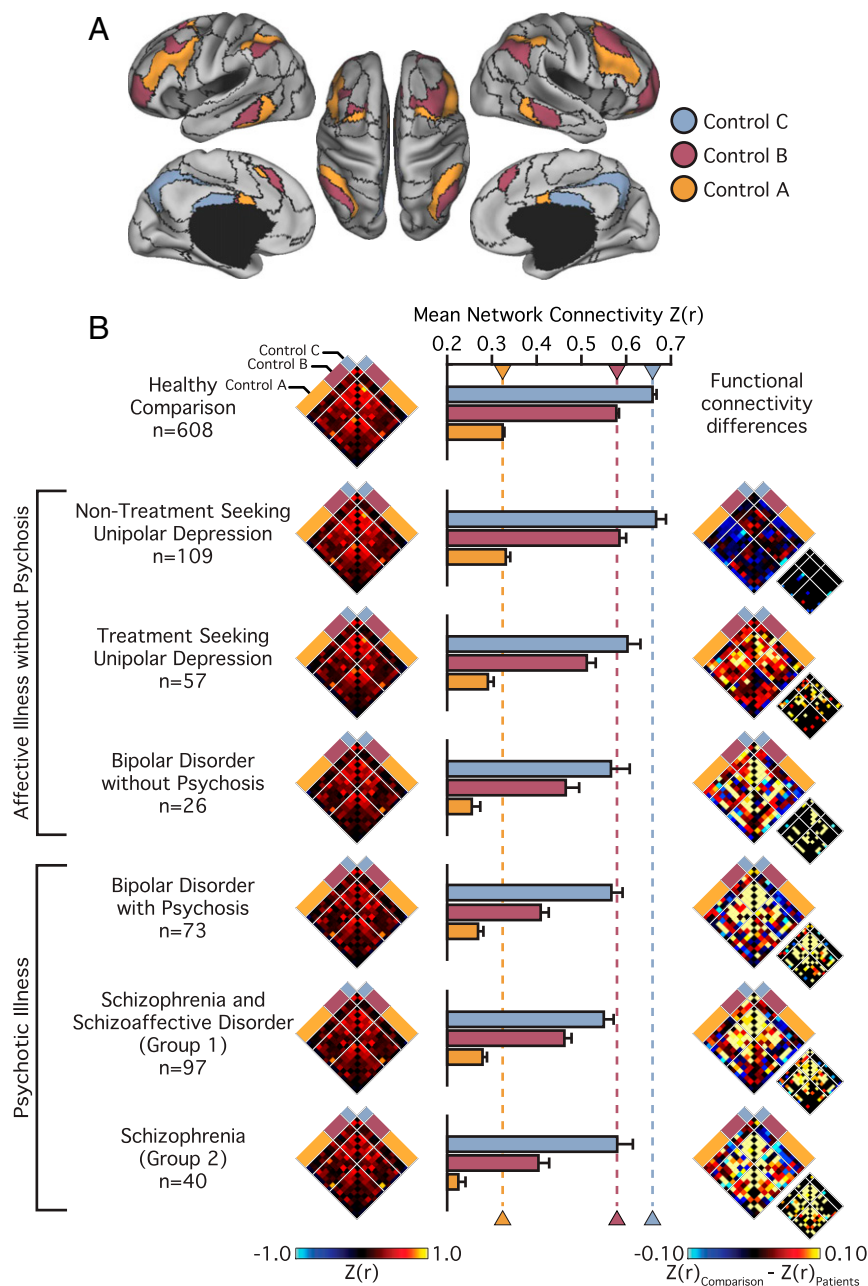 A
Control C
Control B
Control A
B
Mean Network Connectivity Z(r)
0.2 0.3 0.4 0.5 0.6 0.7
Control C
Control B
Control A
Healthy
Comparison
n=608
Functional
connectivity
differences
Affective Illness without Psychosis
Non-Treatment Seeking
Unipolar Depression
n=109
Treatment Seeking
Unipolar Depression
n=57
Bipolar Disorder
without Psychosis
n=26
Psychotic Illness
Bipolar Disorder
with Psychosis
n=73
Schizophrenia and
Schizoaffective Disorder
(Group 1)
n=97
Schizophrenia
(Group 2)
n=40
-1.0 1.0
Z(r)
-0.10 0.10
Z(r)Comparison - Z(r)Patients